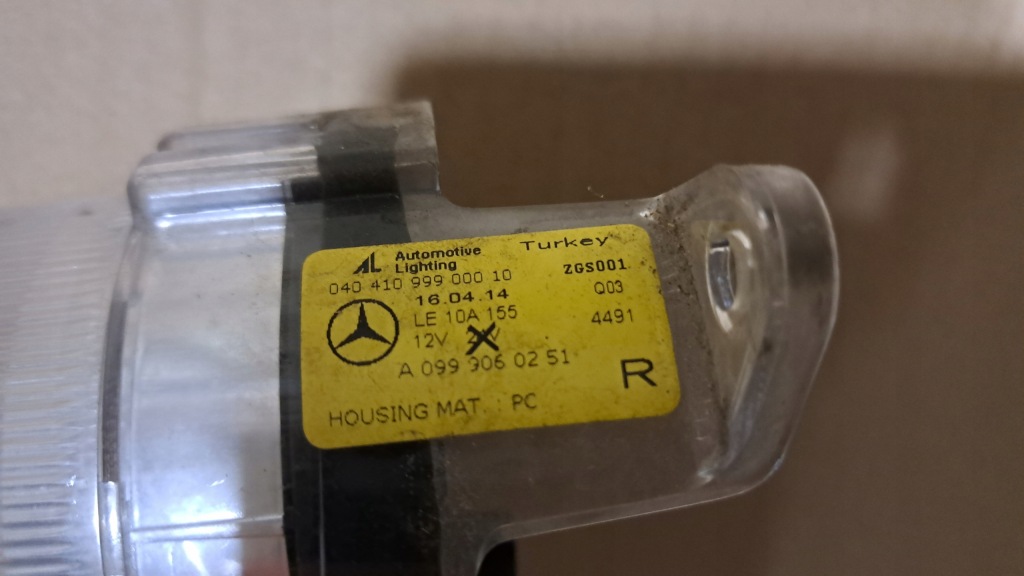 AL Automotive Lighting Turkey
040 410 999 000 10 ZGS001
16.04.14 Q03
LE 10A 155 4491
12V
A 099 906 02 51 R
HOUSING MAT. : PC